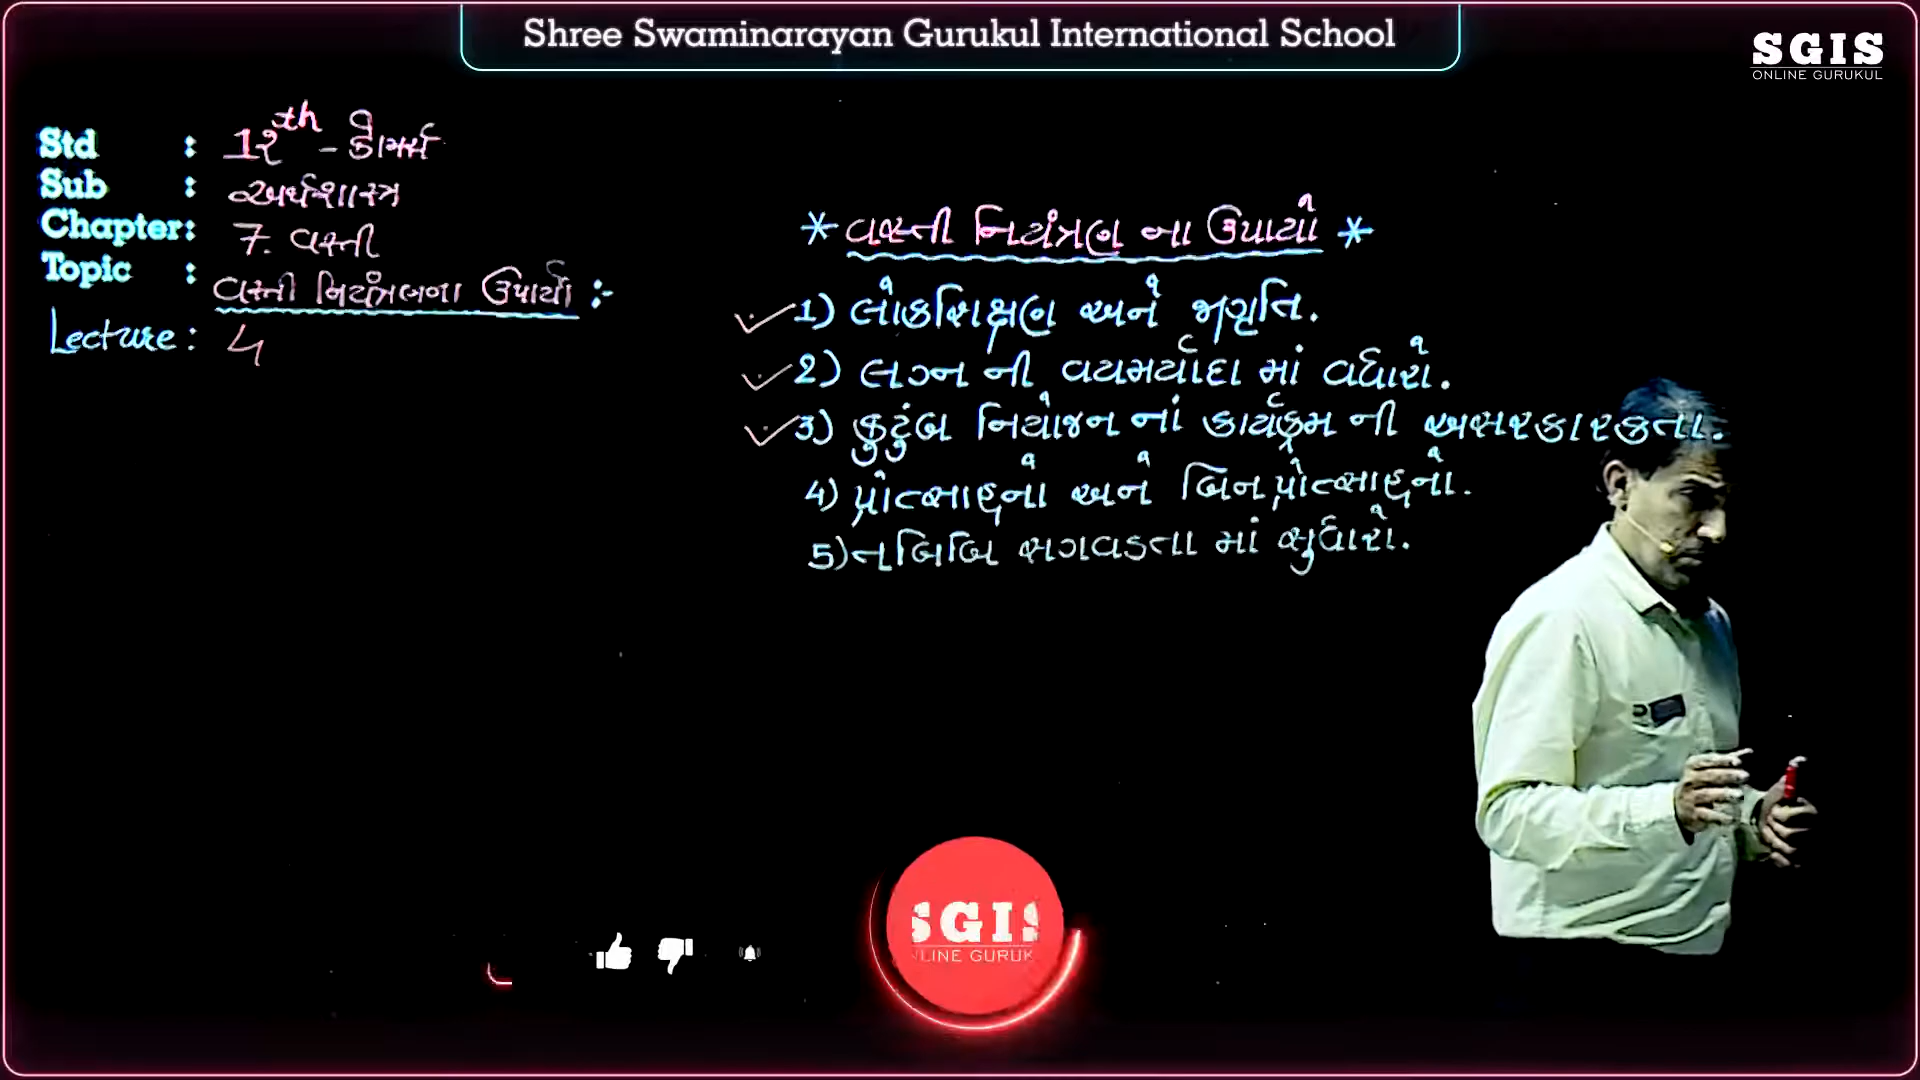 Shree Swaminarayan Gurukul International School
SGIS
ONLINE GURUKUL
Std : 12th - કોમર્સ
Sub : અર્થશાસ્ત્ર
Chapter: 7. વસ્તી
Topic : વસ્તી નિયંત્રણના ઉપાયો :-
Lecture: 4
* વસ્તી નિયંત્રણ ના ઉપાયો *
1) લોકશિક્ષણ અને જાગૃતિ.
2) લગ્ન ની વયમર્યાદા માં વધારો.
3) કુટુંબ નિયોજન નાં કાર્યક્રમ ની અસરકારકતા.
4) પ્રોત્સાહનો અને બિનપ્રોત્સાહનો.
5) તબિબિ સગવડતા માં સુધારો.
SGIS
LINE GURUK